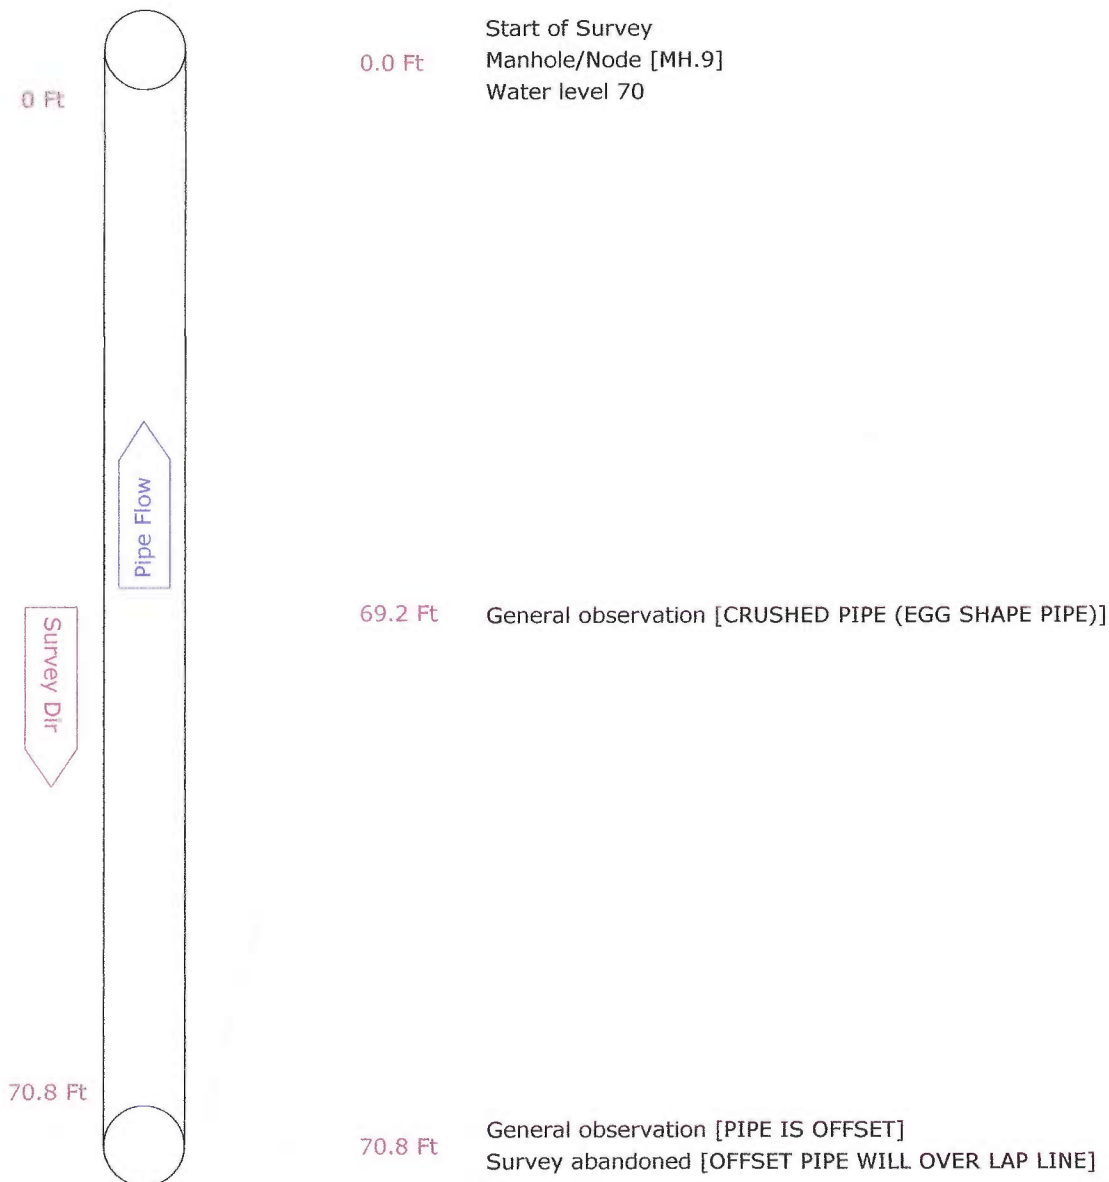 Start of Survey
0.0 Ft
Manhole/Node [MH.9]
Water level 70
0 Ft
Pipe Flow
69.2 Ft
General observation [CRUSHED PIPE (EGG SHAPE PIPE)]
Survey Dir
70.8 Ft
70.8 Ft
General observation [PIPE IS OFFSET]
Survey abandoned [OFFSET PIPE WILL OVER LAP LINE]